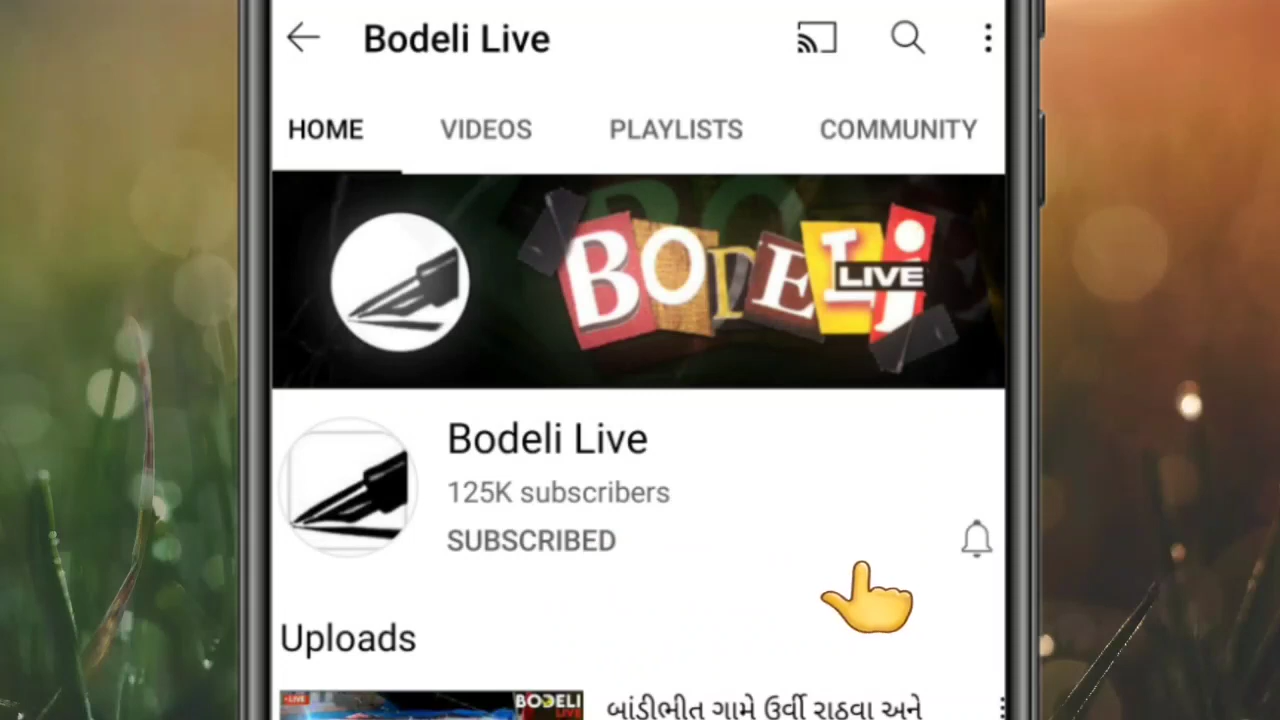 Bodeli Live
HOME VIDEOS PLAYLISTS COMMUNITY
BODELI
LIVE
Bodeli Live
125K subscribers
SUBSCRIBED
Uploads
LIVE
BODELI
LIVE
બાંડીભીત ગામે ઉર્વી રાઠવા અને